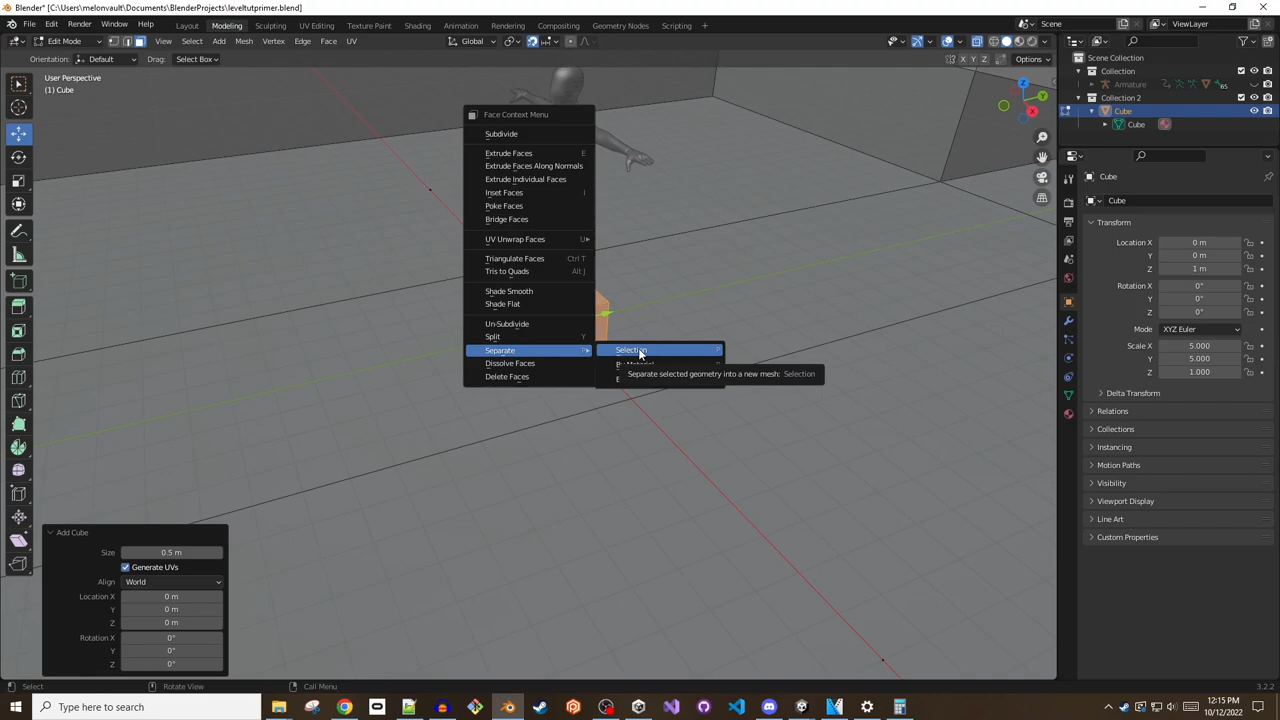 Blender* [C:\Users\melonvault\Documents\BlenderProjects\leveltutprimer.blend]
File Edit Render Window Help Layout Modeling Sculpting UV Editing Texture Paint Shading Animation Rendering Compositing Geometry Nodes Scripting + Scene ViewLayer
Edit Mode View Select Add Mesh Vertex Edge Face UV Global
Orientation: Default Drag: Select Box X Y Z Options
User Perspective
(1) Cube
Scene Collection
Collection
Armature 65
Collection 2
Cube
Cube
Z
Y
X
Face Context Menu
Subdivide
Extrude Faces E
Extrude Faces Along Normals
Extrude Individual Faces
Inset Faces I
Poke Faces
Bridge Faces
UV Unwrap Faces U
Triangulate Faces Ctrl T
Tris to Quads Alt J
Shade Smooth
Shade Flat
Un-Subdivide
Split Y
Separate P
Dissolve Faces
Delete Faces
Selection P
Separate selected geometry into a new mesh: Selection
Cube
Cube
Transform
Location X 0 m
Y 0 m
Z 1 m
Rotation X 0°
Y 0°
Z 0°
Mode XYZ Euler
Scale X 5.000
Y 5.000
Z 1.000
Delta Transform
Relations
Collections
Instancing
Motion Paths
Visibility
Viewport Display
Line Art
Custom Properties
Add Cube
Size 0.5 m
Generate UVs
Align World
Location X 0 m
Y 0 m
Z 0 m
Rotation X 0°
Y 0°
Z 0°
Select Rotate View Call Menu 3.2.2
Type here to search
12:15 PM
10/12/2022